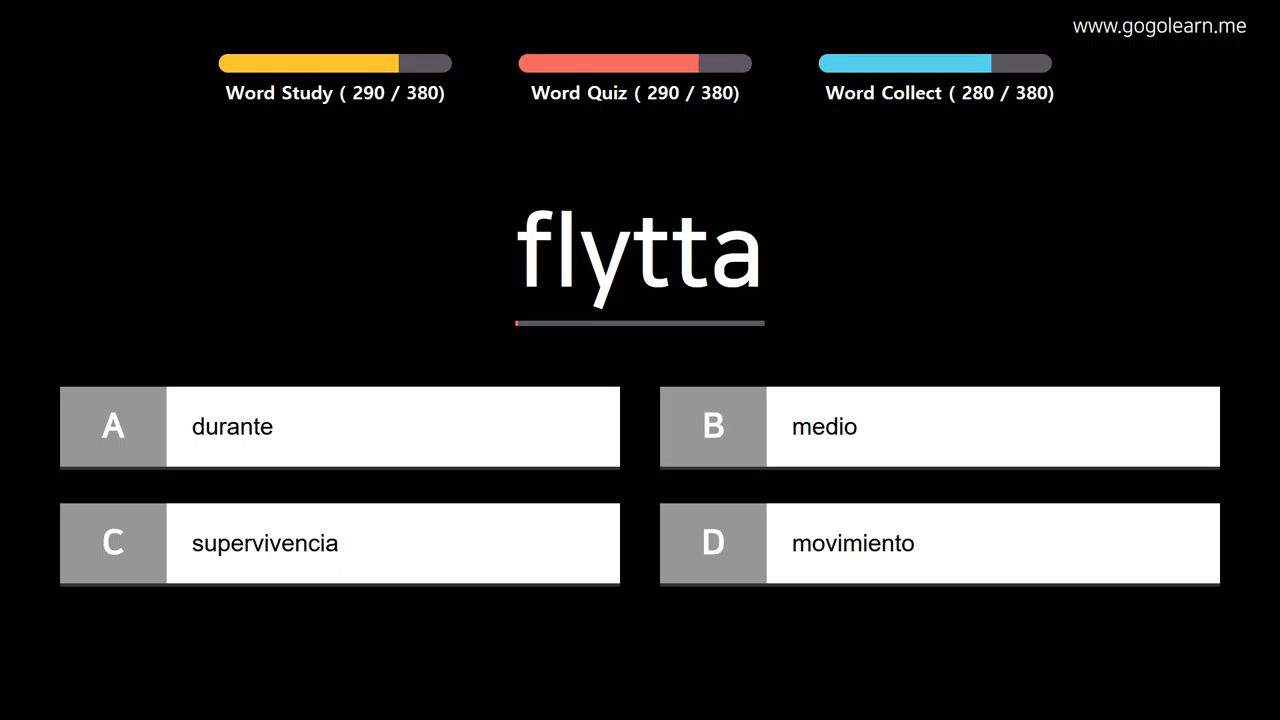 www.gogolearn.me
Word Study ( 290 / 380)
Word Quiz ( 290 / 380)
Word Collect ( 280 / 380)
flytta
A durante
B medio
C supervivencia
D movimiento